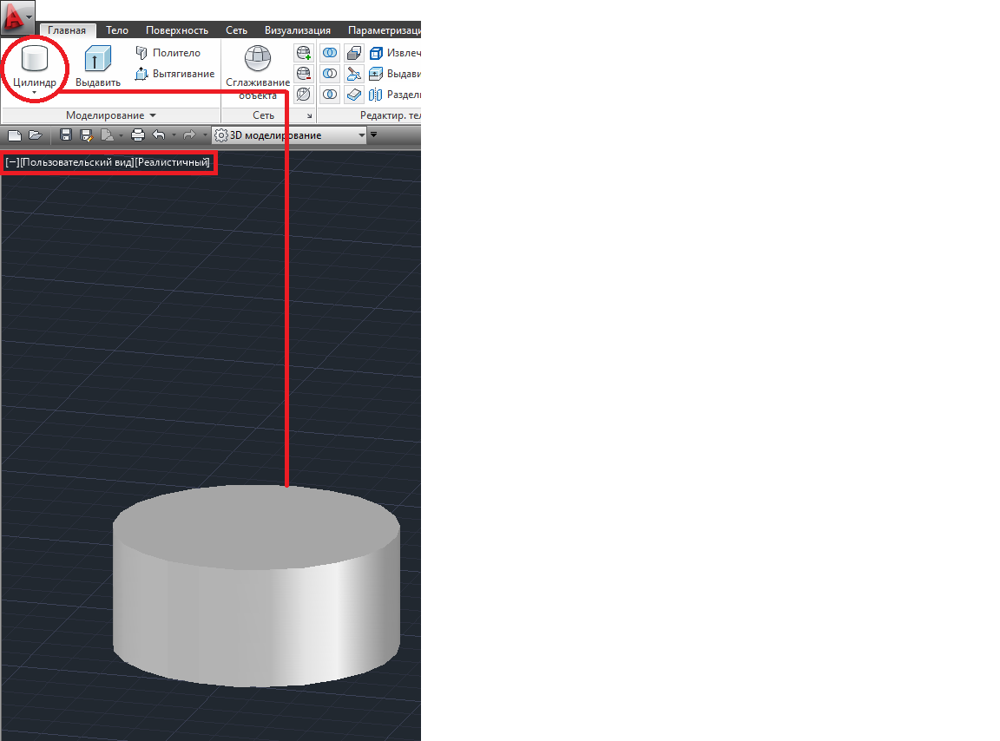 Главная Тело Поверхность Сеть Визуализация Параметризаци
Политело
Вытягивание
Цилиндр Выдавить
Сглаживание
объекта
Извлеч
Выдави
Раздели
Моделирование Сеть Редактир. тел
3D моделирование
[−][Пользовательский вид][Реалистичный]